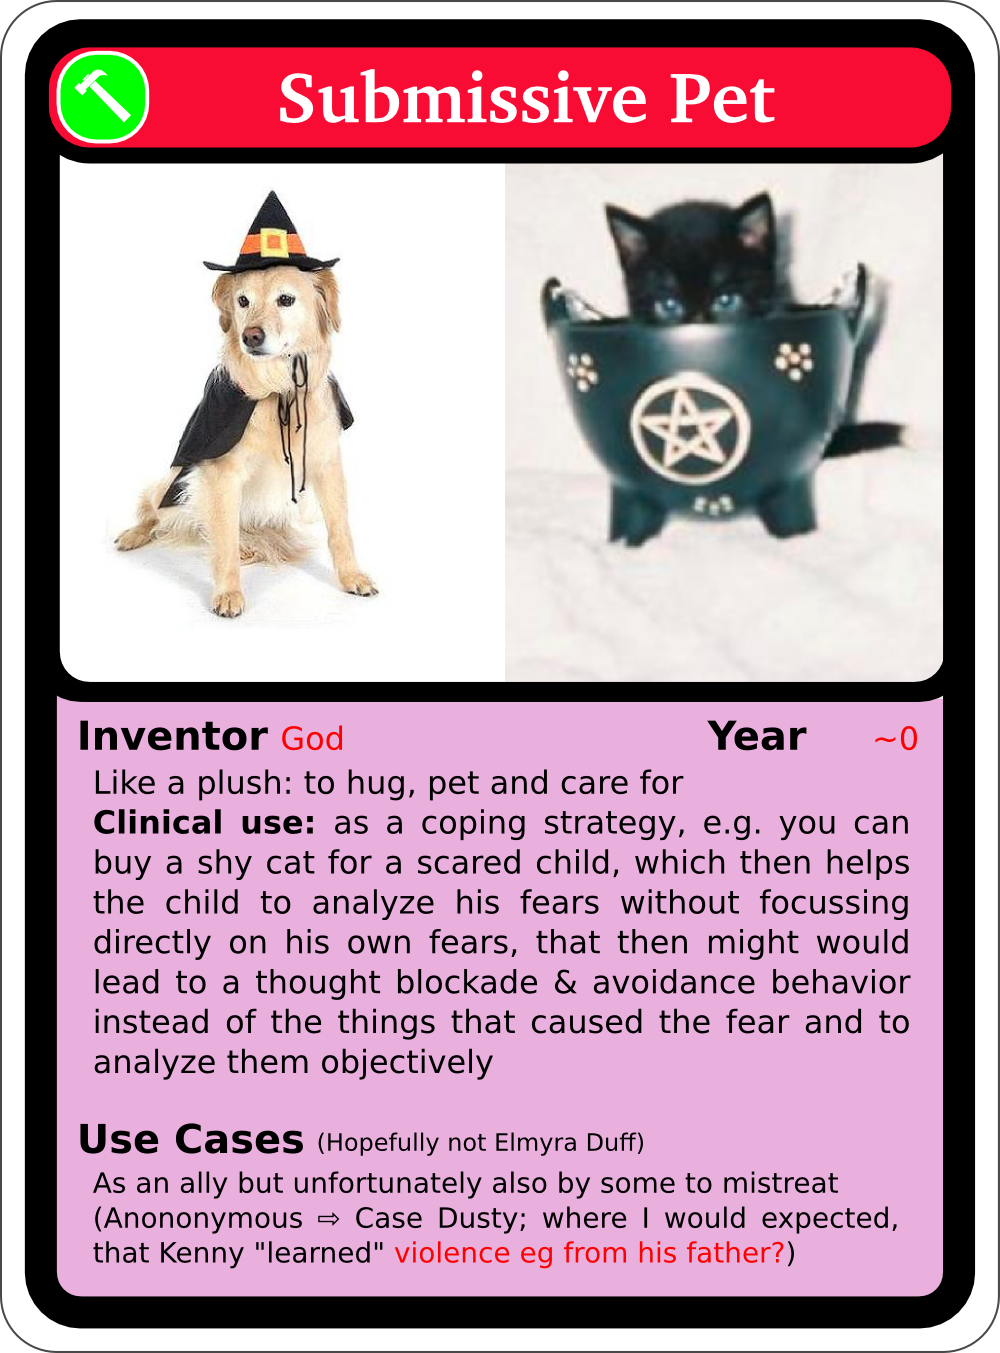 Submissive Pet
Inventor God Year ~0
Like a plush: to hug, pet and care for
Clinical use: as a coping strategy, e.g. you can
buy a shy cat for a scared child, which then helps
the child to analyze his fears without focussing
directly on his own fears, that then might would
lead to a thought blockade & avoidance behavior
instead of the things that caused the fear and to
analyze them objectively
Use Cases (Hopefully not Elmyra Duff)
As an ally but unfortunately also by some to mistreat
(Anononymous ⇨ Case Dusty; where I would expected,
that Kenny "learned" violence eg from his father?)